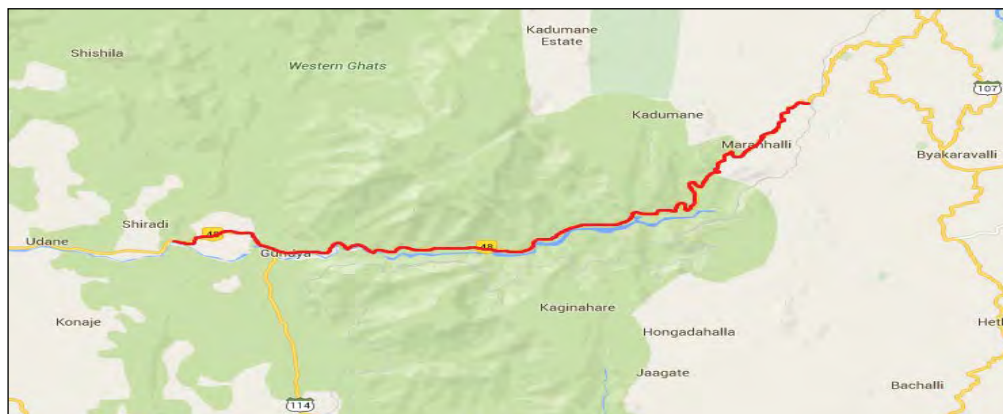 Kadumane
Estate
Shishila
Western Ghats
107
Kadumane
Maranhalli
Byakaravalli
Shiradi
48
Udane
Gundya
48
Kaginahare
Konaje
Hongadahalla
Heth
Jaagate
Bachalli
114